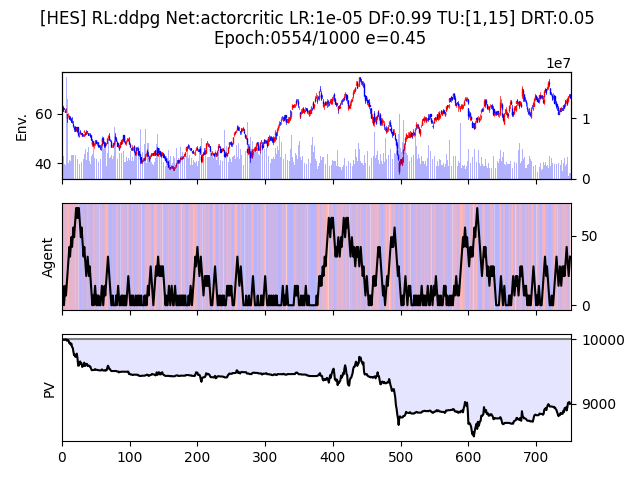 [HES] RL:ddpg Net:actorcritic LR:1e-05 DF:0.99 TU:[1,15] DRT:0.05
Epoch:0554/1000 e=0.45
1e7
Env.
60
40
1
0
Agent
50
0
PV
10000
9000
0 100 200 300 400 500 600 700